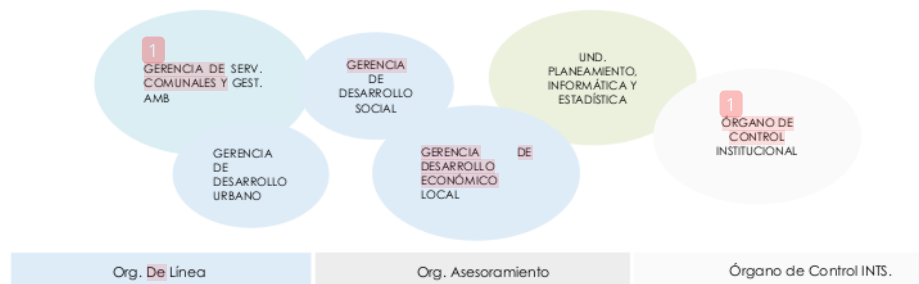 1
GERENCIA DE SERV.
COMUNALES Y GEST.
AMB
GERENCIA
DE
DESARROLLO
SOCIAL
UND.
PLANEAMIENTO,
INFORMÁTICA Y
ESTADÍSTICA
1
ÓRGANO DE
CONTROL
INSTITUCIONAL
GERENCIA
DE
DESARROLLO
URBANO
GERENCIA DE
DESARROLLO
ECONÓMICO
LOCAL
Org. De Línea
Org. Asesoramiento
Órgano de Control INTS.